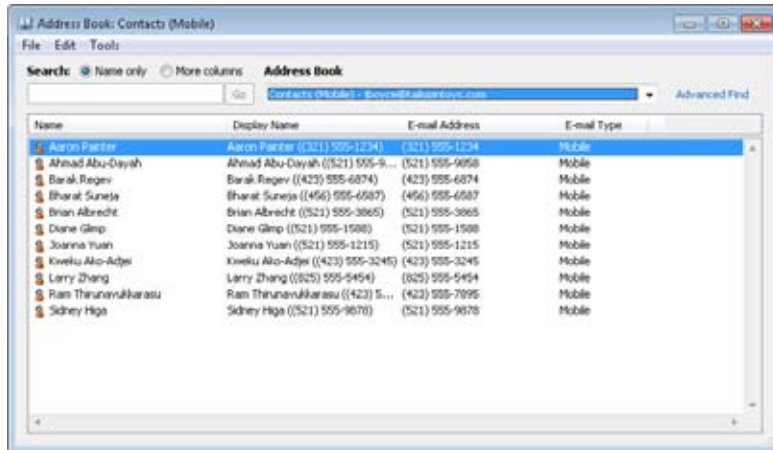 Address Book: Contacts (Mobile)
File Edit Tools
Search: Name only More columns Address Book
Go Contacts (Mobile) - tboyce@tailspintoys.com Advanced Find
Name Display Name E-mail Address E-mail Type
Aaron Painter Aaron Painter ((321) 555-1234) (321) 555-1234 Mobile
Ahmad Abu-Dayah Ahmad Abu-Dayah ((521) 555-9... (521) 555-9858 Mobile
Barak Regev Barak Regev ((423) 555-6874) (423) 555-6874 Mobile
Bharat Suneja Bharat Suneja ((456) 555-6587) (456) 555-6587 Mobile
Brian Albrecht Brian Albrecht ((521) 555-3865) (521) 555-3865 Mobile
Diane Glimp Diane Glimp ((521) 555-1588) (521) 555-1588 Mobile
Joanna Yuan Joanna Yuan ((521) 555-1215) (521) 555-1215 Mobile
Kweku Ako-Adjei Kweku Ako-Adjei ((423) 555-3245) (423) 555-3245 Mobile
Larry Zhang Larry Zhang ((825) 555-5454) (825) 555-5454 Mobile
Ram Thirunavukkarasu Ram Thirunavukkarasu ((423) 5... (423) 555-7895 Mobile
Sidney Higa Sidney Higa ((521) 555-9878) (521) 555-9878 Mobile